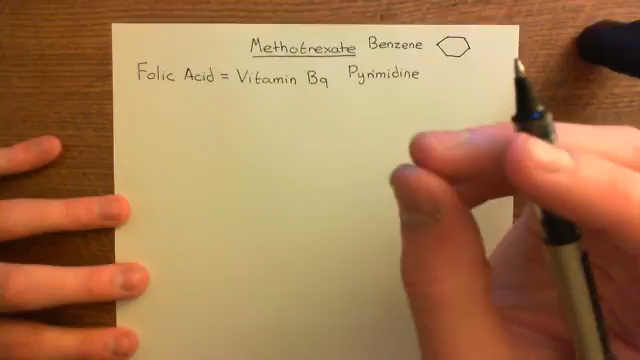 Methotrexate Benzene
Folic Acid = Vitamin B9 Pyrimidine